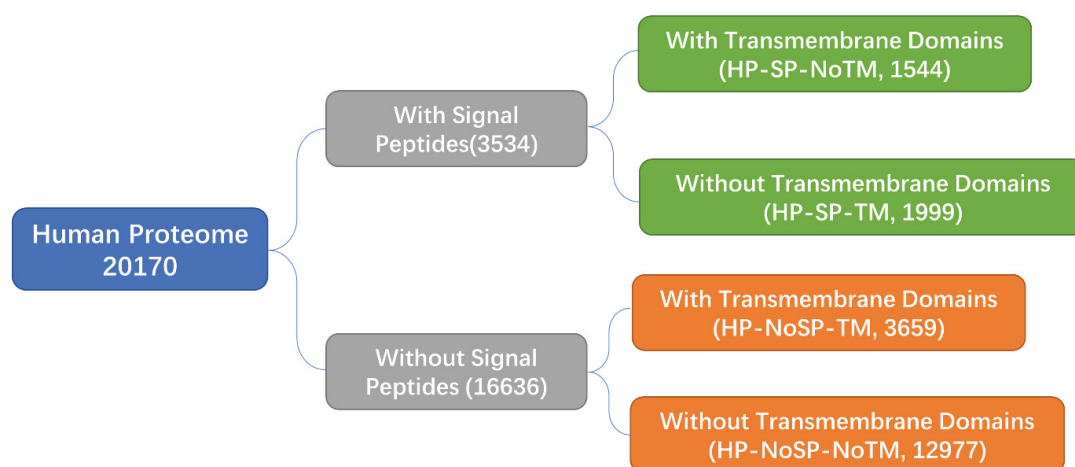 Human Proteome
20170
With Signal
Peptides(3534)
Without Signal
Peptides (16636)
With Transmembrane Domains
(HP-SP-NoTM, 1544)
Without Transmembrane Domains
(HP-SP-TM, 1999)
With Transmembrane Domains
(HP-NoSP-TM, 3659)
Without Transmembrane Domains
(HP-NoSP-NoTM, 12977)